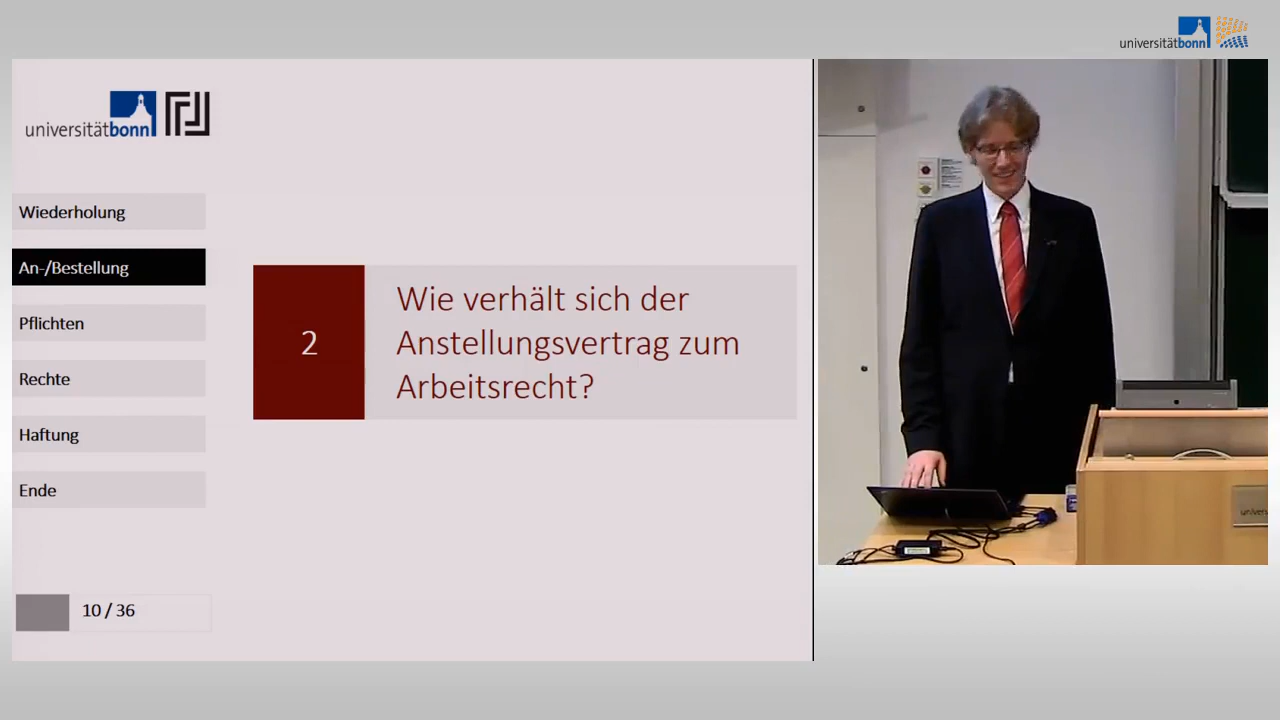 universitätbonn
universitätbonn
Wiederholung
An-/Bestellung
Pflichten
Rechte
Haftung
Ende
2
Wie verhält sich der
Anstellungsvertrag zum
Arbeitsrecht?
10 / 36